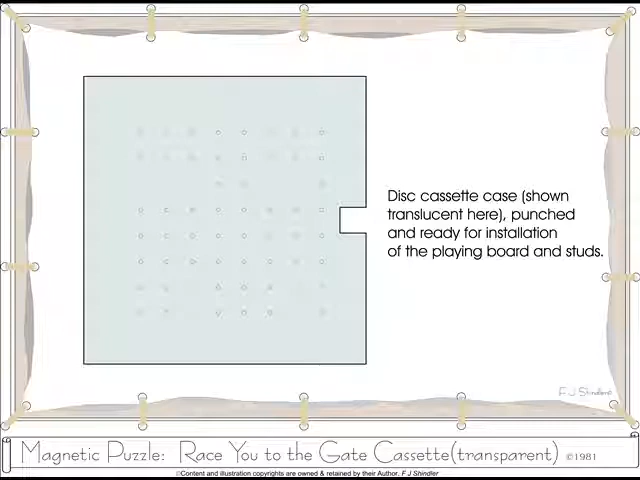 Disc cassette case (shown
translucent here), punched
and ready for installation
of the playing board and studs.
F J Shindler
Magnetic Puzzle: Race You to the Gate Cassette(transparent) ©1981
©Content and illustration copyrights are owned & retained by their Author. F J Shindler